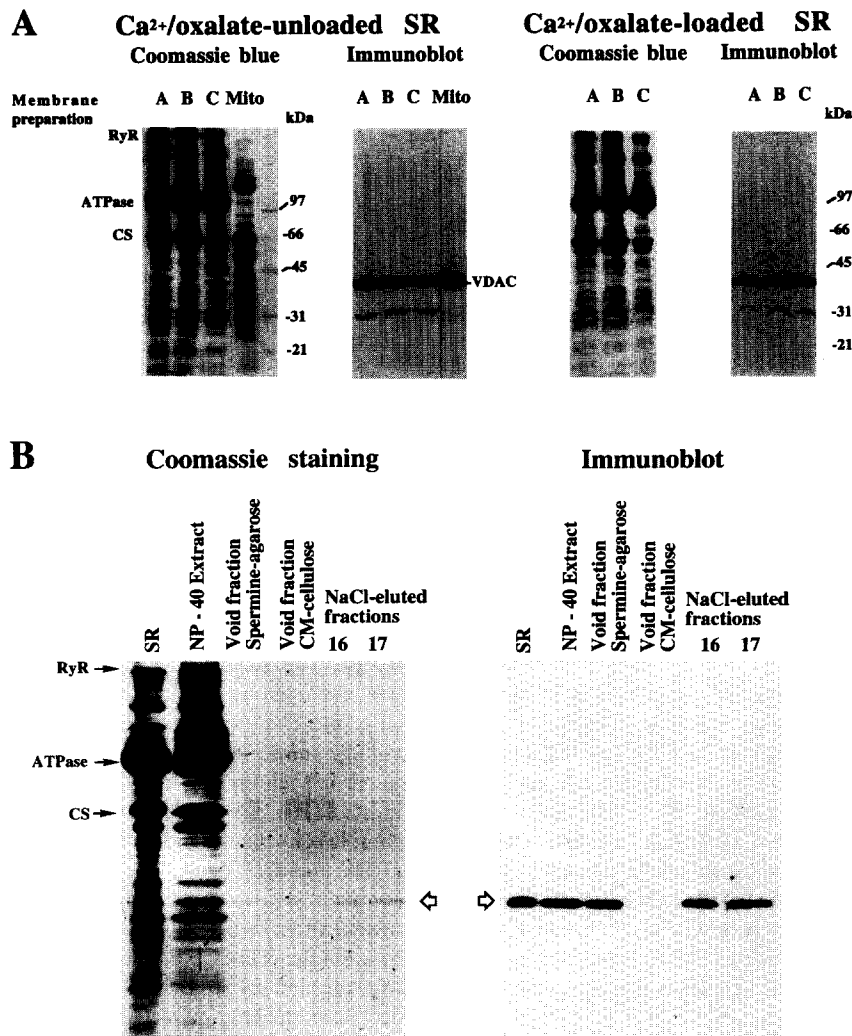 A
Ca²⁺/oxalate-unloaded SR
Ca²⁺/oxalate-loaded SR
Coomassie blue
Immunoblot
Coomassie blue
Immunoblot
Membrane preparation
A B C Mito
kDa
A B C Mito
A B C
A B C
kDa
RyR
ATPase
CS
97
-66
-45
-31
-21
-VDAC
97
-66
-45
-31
-21
B
Coomassie staining
Immunoblot
SR
NP - 40 Extract
Void fraction
Spermine-agarose
Void fraction
CM-cellulose
NaCl-eluted
fractions
16 17
SR
NP - 40 Extract
Void fraction
Spermine-agarose
Void fraction
CM-cellulose
NaCl-eluted
fractions
16 17
RyR
ATPase
CS